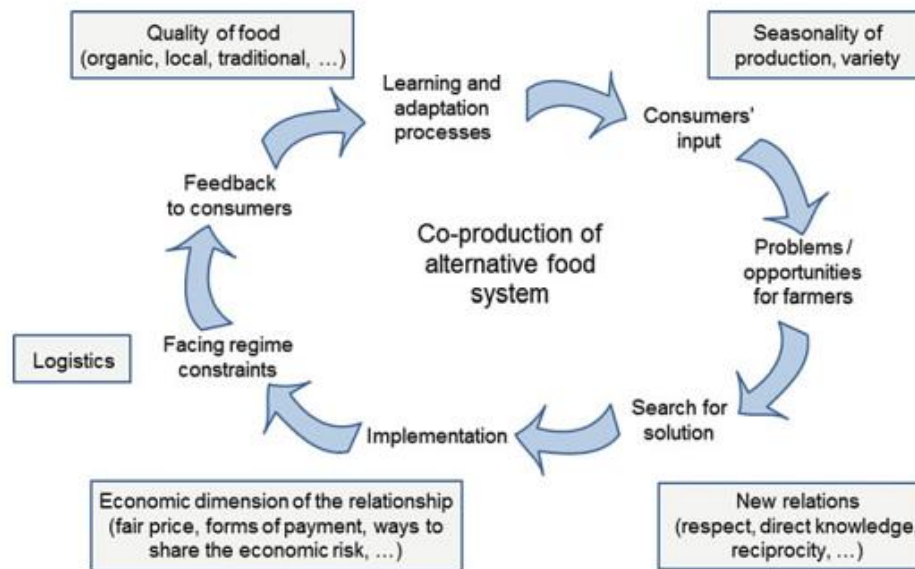 Quality of food
(organic, local, traditional, ...)
Seasonality of
production, variety
Learning and
adaptation
processes
Consumers'
input
Feedback
to consumers
Co-production of
alternative food
system
Problems /
opportunities
for farmers
Logistics
Facing regime
constraints
Search for
solution
Implementation
Economic dimension of the relationship
(fair price, forms of payment, ways to
share the economic risk, ...)
New relations
(respect, direct knowledge,
reciprocity, ...)